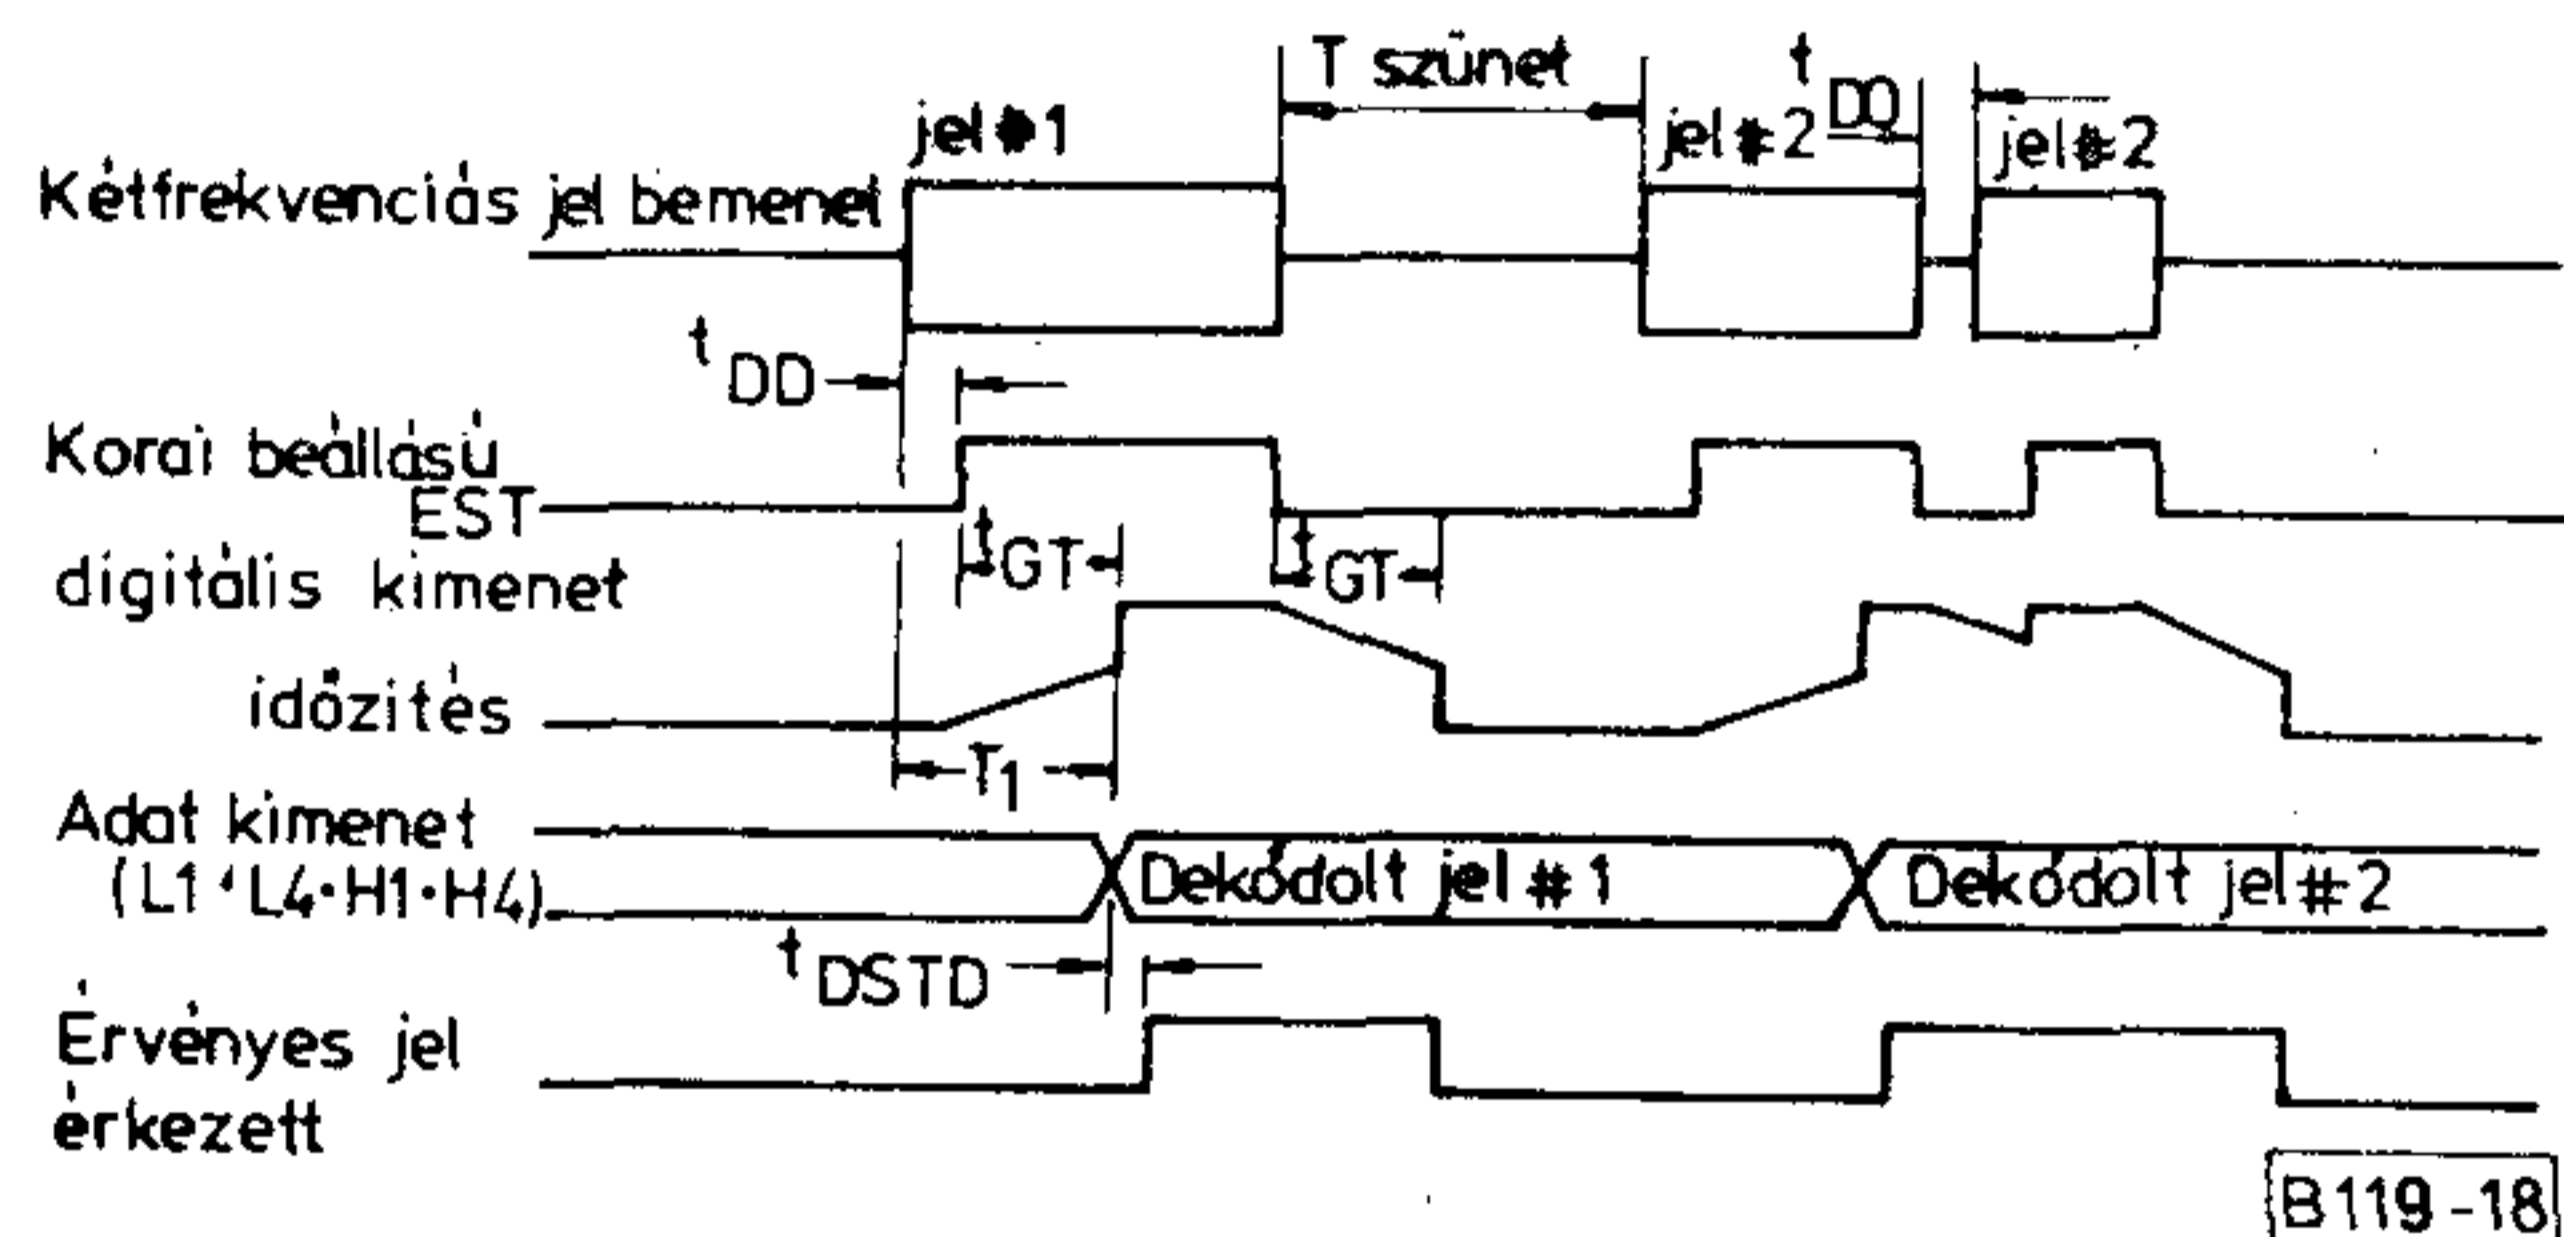 T szünet
t DO
jel #1
jel #2
jel #2
Kétfrekvenciás jel bemenet
t DD
Korai beállású
EST
t GT
t GT
digitális kimenet
időzítés
T1
Adat kimenet
(L1·L4·H1·H4)
Dekódolt jel #1
Dekódolt jel #2
t DSTD
Érvényes jel
érkezett
B119-18